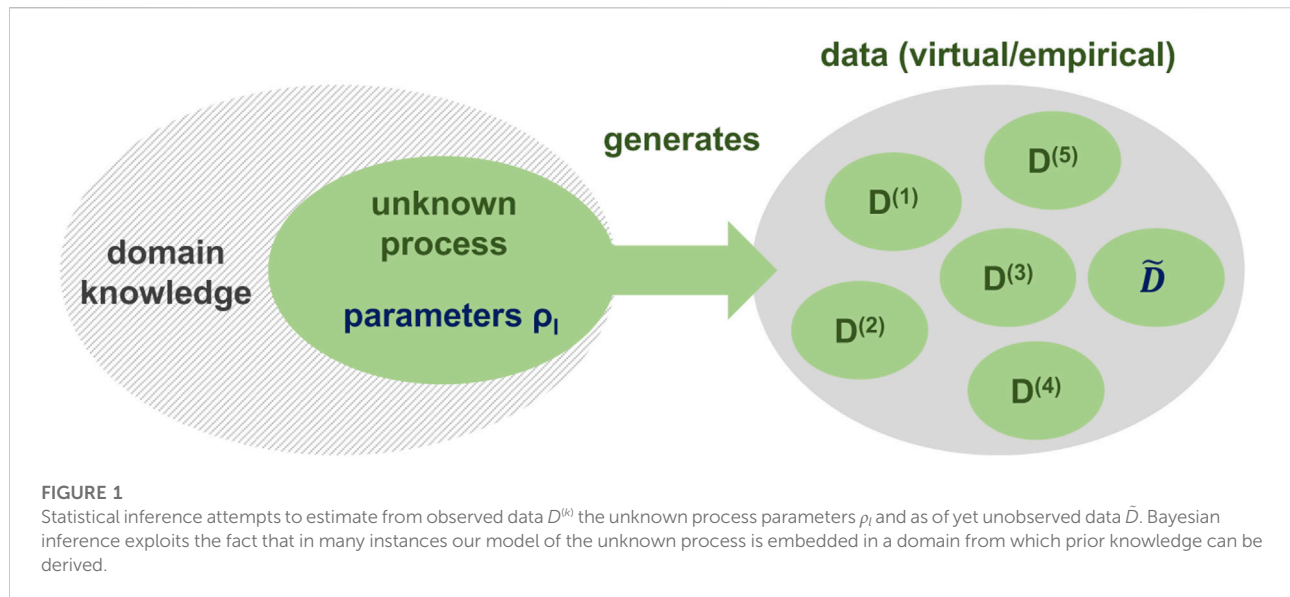 data (virtual/empirical)
generates
domain
knowledge
unknown
process
parameters ρₗ
D⁽¹⁾
D⁽²⁾
D⁽³⁾
D⁽⁴⁾
D⁽⁵⁾
D̃
FIGURE 1
Statistical inference attempts to estimate from observed data D⁽ᵏ⁾ the unknown process parameters ρₗ and as of yet unobserved data D̃. Bayesian
inference exploits the fact that in many instances our model of the unknown process is embedded in a domain from which prior knowledge can be
derived.